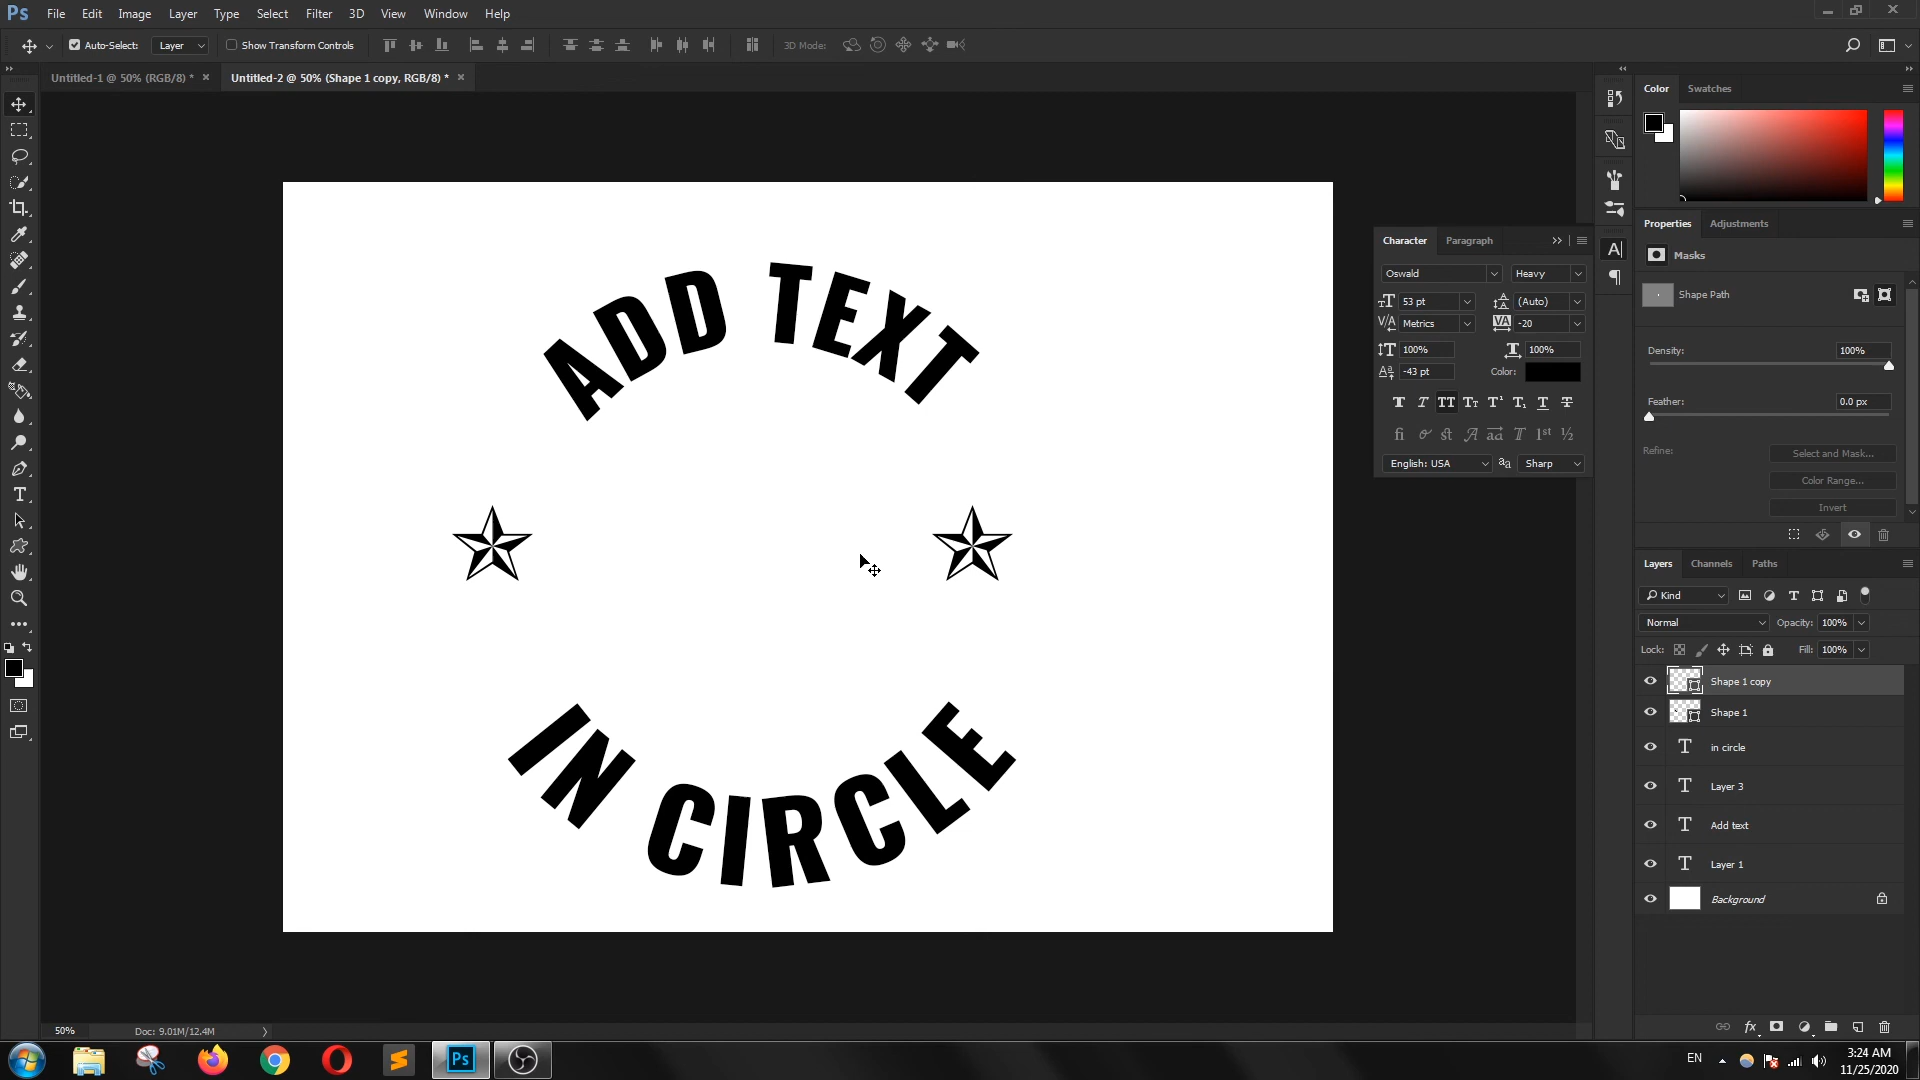 Ps File Edit Image Layer Type Select Filter 3D View Window Help
Auto-Select: Layer Show Transform Controls 3D Mode:
Untitled-1 @ 50% (RGB/8) * × Untitled-2 @ 50% (Shape 1 copy, RGB/8) * ×
ADD TEXT
IN CIRCLE
Character Paragraph
Oswald Heavy
53 pt (Auto)
Metrics -20
100% 100%
-43 pt Color:
English: USA Sharp
Color Swatches
Properties Adjustments
Masks
Shape Path
Density: 100%
Feather: 0.0 px
Refine: Select and Mask...
Color Range...
Invert
Layers Channels Paths
Kind
Normal Opacity: 100%
Lock: Fill: 100%
Shape 1 copy
Shape 1
in circle
Layer 3
Add text
Layer 1
Background
50% Doc: 9.01M/12.4M
Ps EN 3:24 AM
11/25/2020